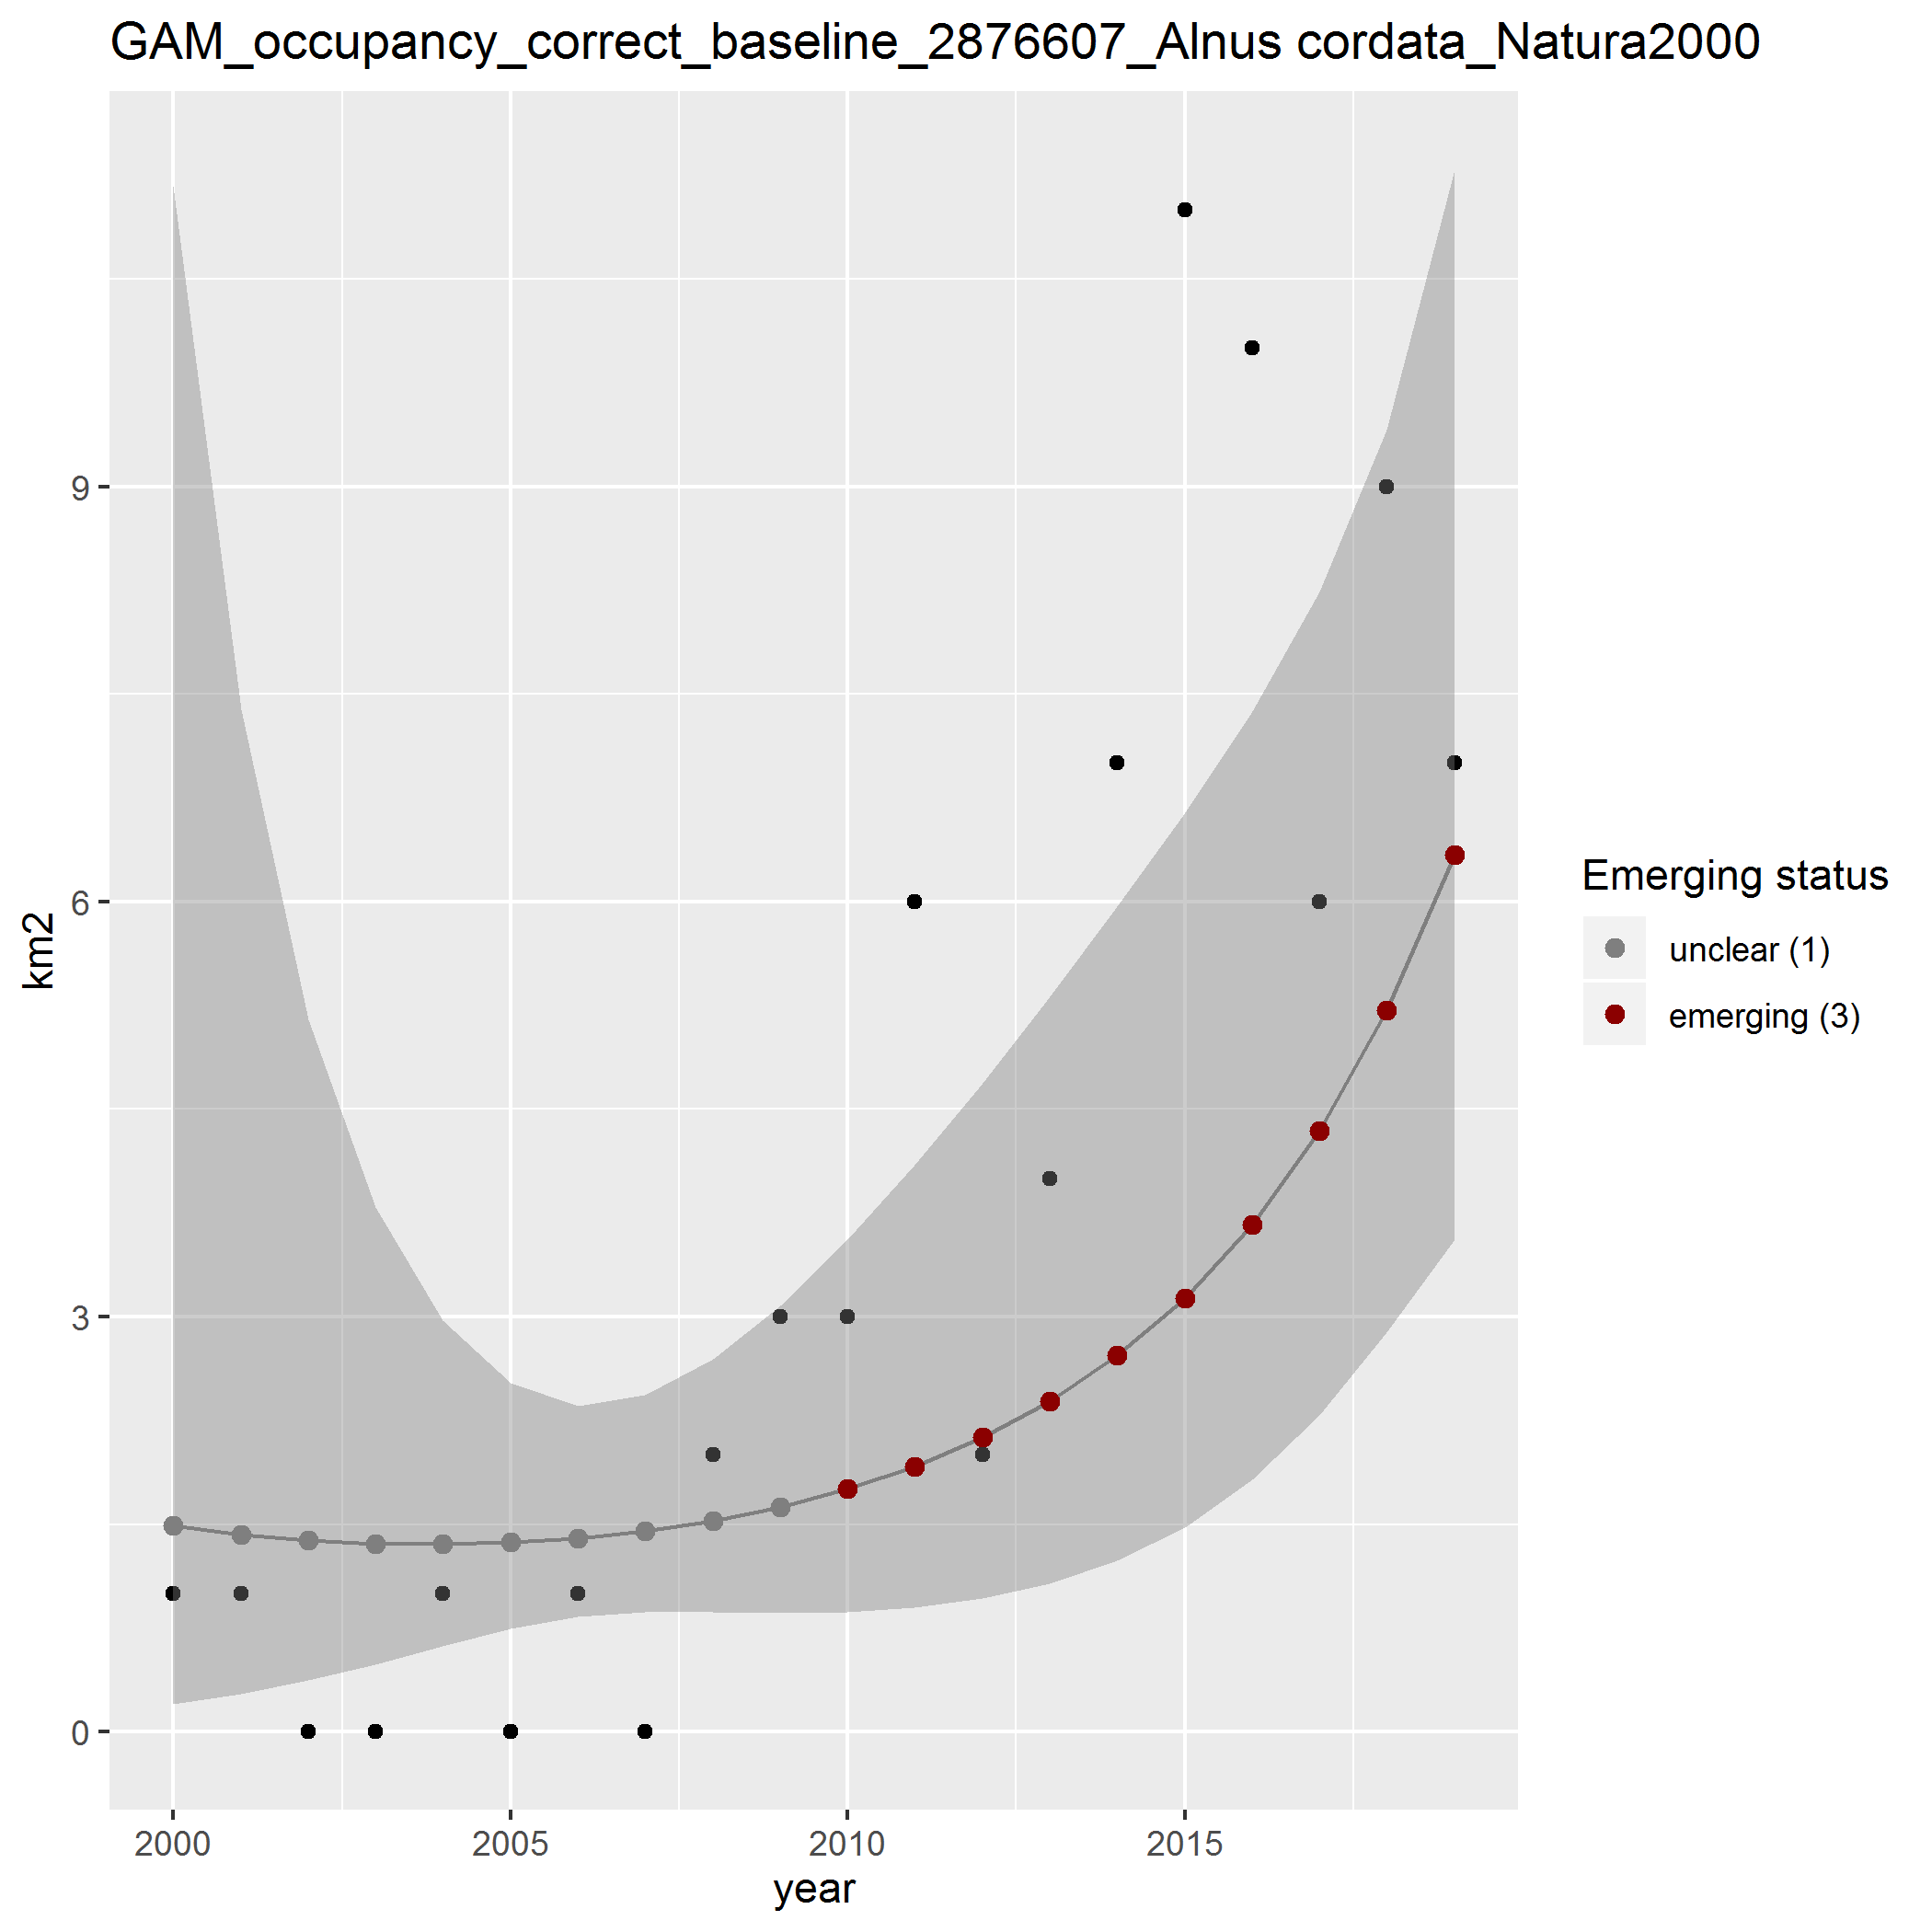 GAM_occupancy_correct_baseline_2876607_Alnus cordata_Natura2000
9
6
3
0
km2
2000 2005 2010 2015
year
Emerging status
unclear (1)
emerging (3)